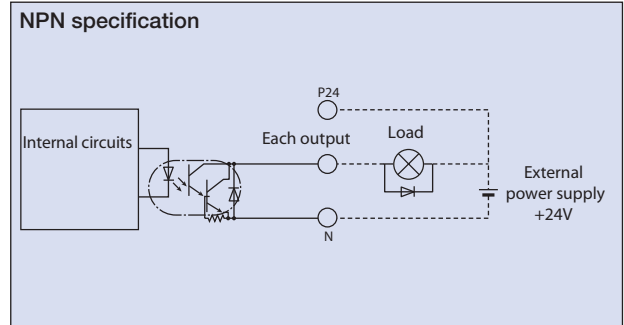 NPN specification
P24
Internal circuits
Each output
Load
External
power supply
+24V
N